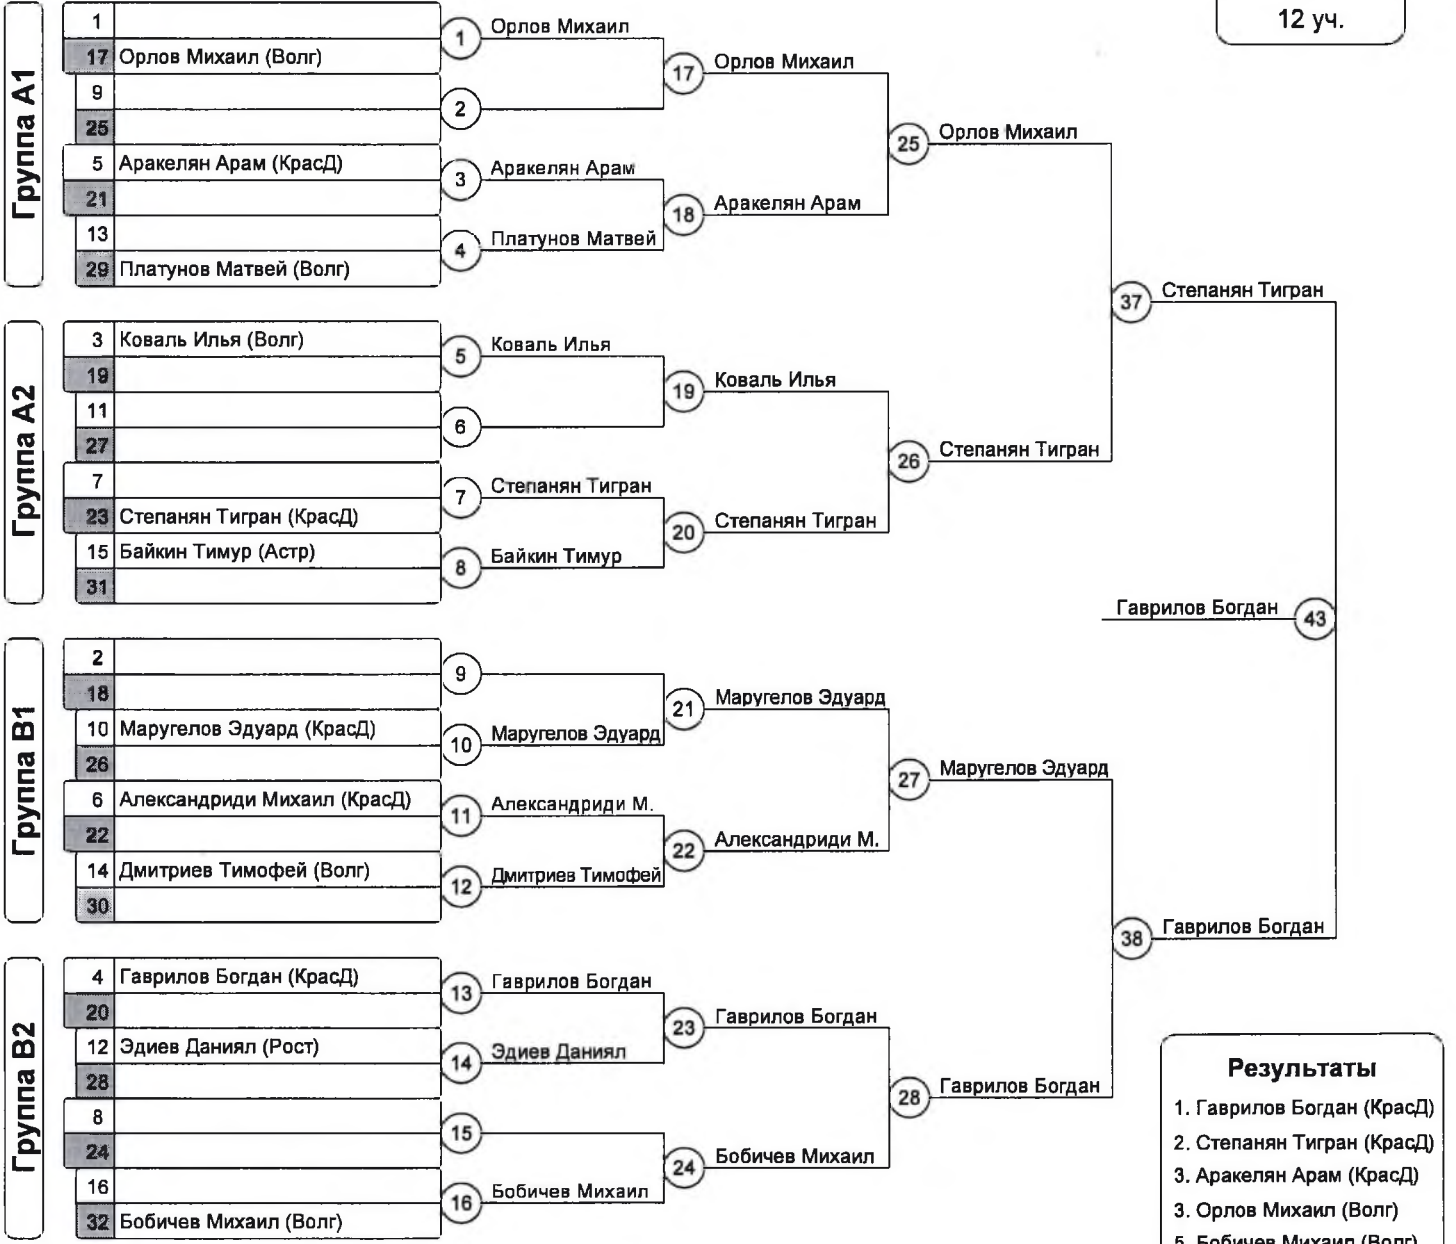 12 уч.
Группа А1
1
17 Орлов Михаил (Волг)
9
25
5 Аракелян Арам (КрасД)
21
13
29 Платунов Матвей (Волг)
1 Орлов Михаил
2
3 Аракелян Арам
4 Платунов Матвей
17 Орлов Михаил
18 Аракелян Арам
25 Орлов Михаил
Группа А2
3 Коваль Илья (Волг)
19
11
27
7
23 Степанян Тигран (КрасД)
15 Байкин Тимур (Астр)
31
5 Коваль Илья
6
7 Степанян Тигран
8 Байкин Тимур
19 Коваль Илья
20 Степанян Тигран
26 Степанян Тигран
37 Степанян Тигран
Гаврилов Богдан 43
Группа В1
2
18
10 Маругелов Эдуард (КрасД)
26
6 Александриди Михаил (КрасД)
22
14 Дмитриев Тимофей (Волг)
30
9
10 Маругелов Эдуард
11 Александриди М.
12 Дмитриев Тимофей
21 Маругелов Эдуард
22 Александриди М.
27 Маругелов Эдуард
38 Гаврилов Богдан
Группа В2
4 Гаврилов Богдан (КрасД)
20
12 Эдиев Даниял (Рост)
28
8
24
16
32 Бобичев Михаил (Волг)
13 Гаврилов Богдан
14 Эдиев Даниял
15
16 Бобичев Михаил
23 Гаврилов Богдан
24 Бобичев Михаил
28 Гаврилов Богдан
Результаты
1. Гаврилов Богдан (КрасД)
2. Степанян Тигран (КрасД)
3. Аракелян Арам (КрасД)
3. Орлов Михаил (Волг)
5. Бобичев Михаил (Волг)